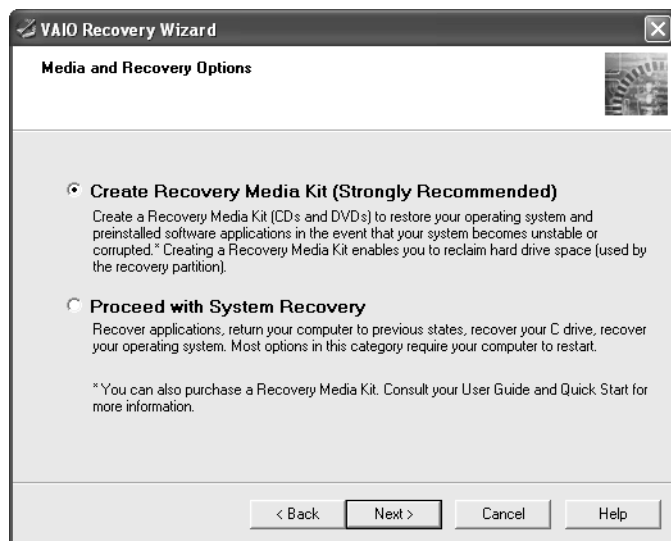 VAIO Recovery Wizard
Media and Recovery Options
Create Recovery Media Kit (Strongly Recommended)
Create a Recovery Media Kit (CDs and DVDs) to restore your operating system and
preinstalled software applications in the event that your system becomes unstable or
corrupted.* Creating a Recovery Media Kit enables you to reclaim hard drive space (used by
the recovery partition).
Proceed with System Recovery
Recover applications, return your computer to previous states, recover your C drive, recover
your operating system. Most options in this category require your computer to restart.
*You can also purchase a Recovery Media Kit. Consult your User Guide and Quick Start for
more information.
< Back Next > Cancel Help